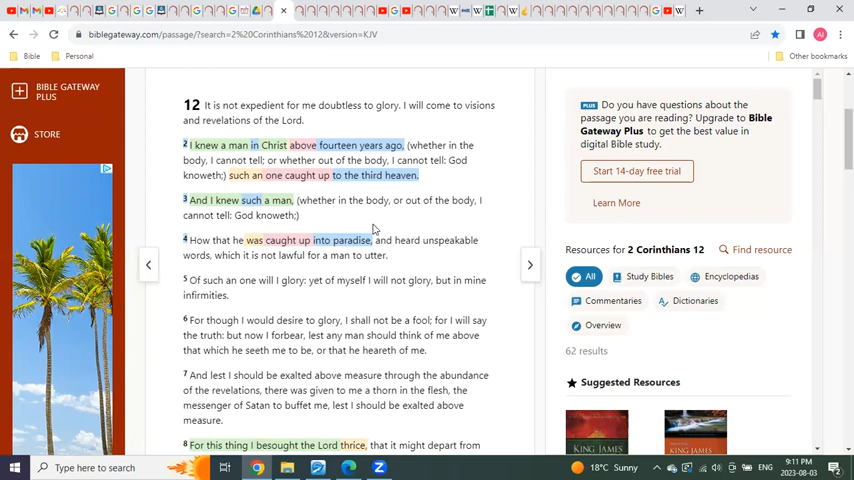 biblegateway.com/passage/?search=2%20Corinthians%2012&version=KJV
Bible
Personal
Other bookmarks
BIBLE GATEWAY
PLUS
STORE
12 It is not expedient for me doubtless to glory. I will come to visions
and revelations of the Lord.
2 I knew a man in Christ above fourteen years ago, (whether in the
body, I cannot tell; or whether out of the body, I cannot tell: God
knoweth;) such an one caught up to the third heaven.
3 And I knew such a man, (whether in the body, or out of the body, I
cannot tell: God knoweth;)
4 How that he was caught up into paradise, and heard unspeakable
words, which it is not lawful for a man to utter.
5 Of such an one will I glory: yet of myself I will not glory, but in mine
infirmities.
6 For though I would desire to glory, I shall not be a fool; for I will say
the truth: but now I forbear, lest any man should think of me above
that which he seeth me to be, or that he heareth of me.
7 And lest I should be exalted above measure through the abundance
of the revelations, there was given to me a thorn in the flesh, the
messenger of Satan to buffet me, lest I should be exalted above
measure.
8 For this thing I besought the Lord thrice, that it might depart from
PLUS Do you have questions about the
passage you are reading? Upgrade to Bible
Gateway Plus to get the best value in
digital Bible study.
Start 14-day free trial
Learn More
Resources for 2 Corinthians 12
Find resource
All
Study Bibles
Encyclopedias
Commentaries
Dictionaries
Overview
62 results
Suggested Resources
KING JAMES
KING JAMES
Type here to search
18°C Sunny
ENG
9:11 PM
2023-08-03
2